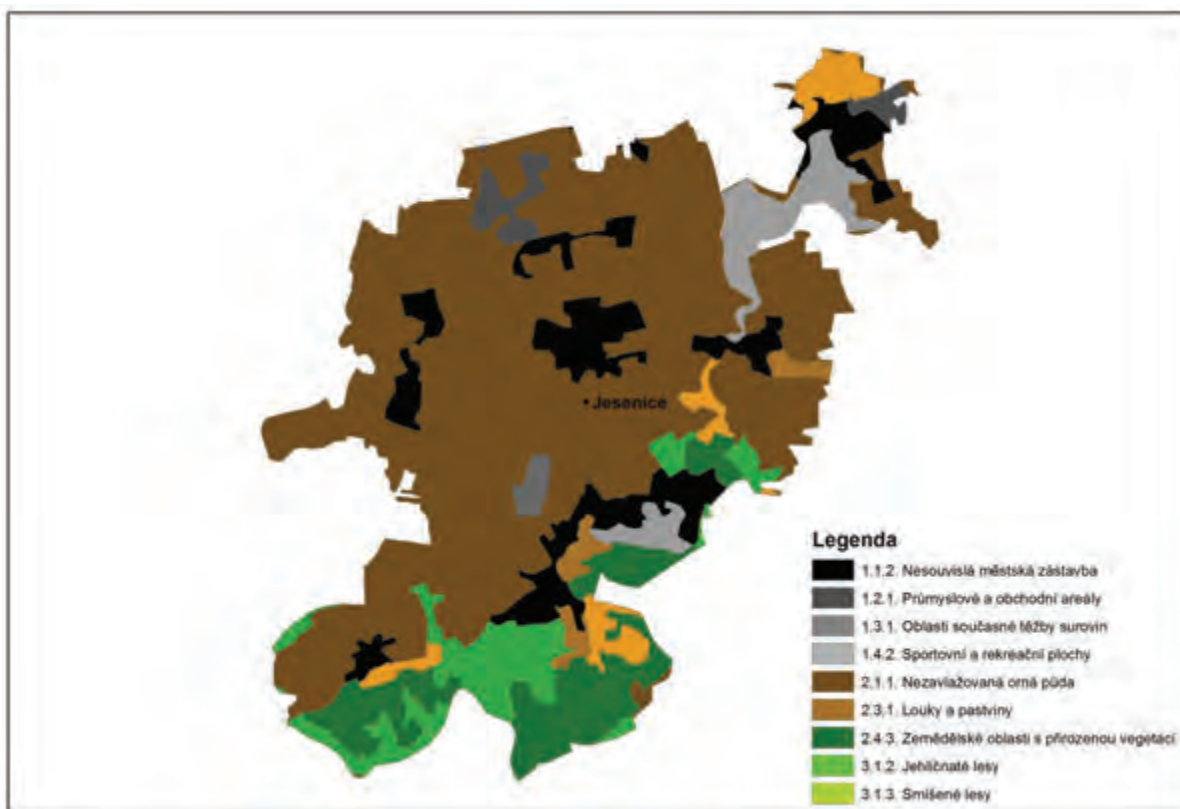 • Jesenice
Legenda
1.1.2. Nesouvislá městská zástavba
1.2.1. Průmyslové a obchodní areály
1.3.1. Oblasti současné těžby surovin
1.4.2. Sportovní a rekreační plochy
2.1.1. Nezavlažovaná orná půda
2.3.1. Louky a pastviny
2.4.3. Zemědělské oblasti s přirozenou vegetací
3.1.2. Jehličnaté lesy
3.1.3. Smíšené lesy